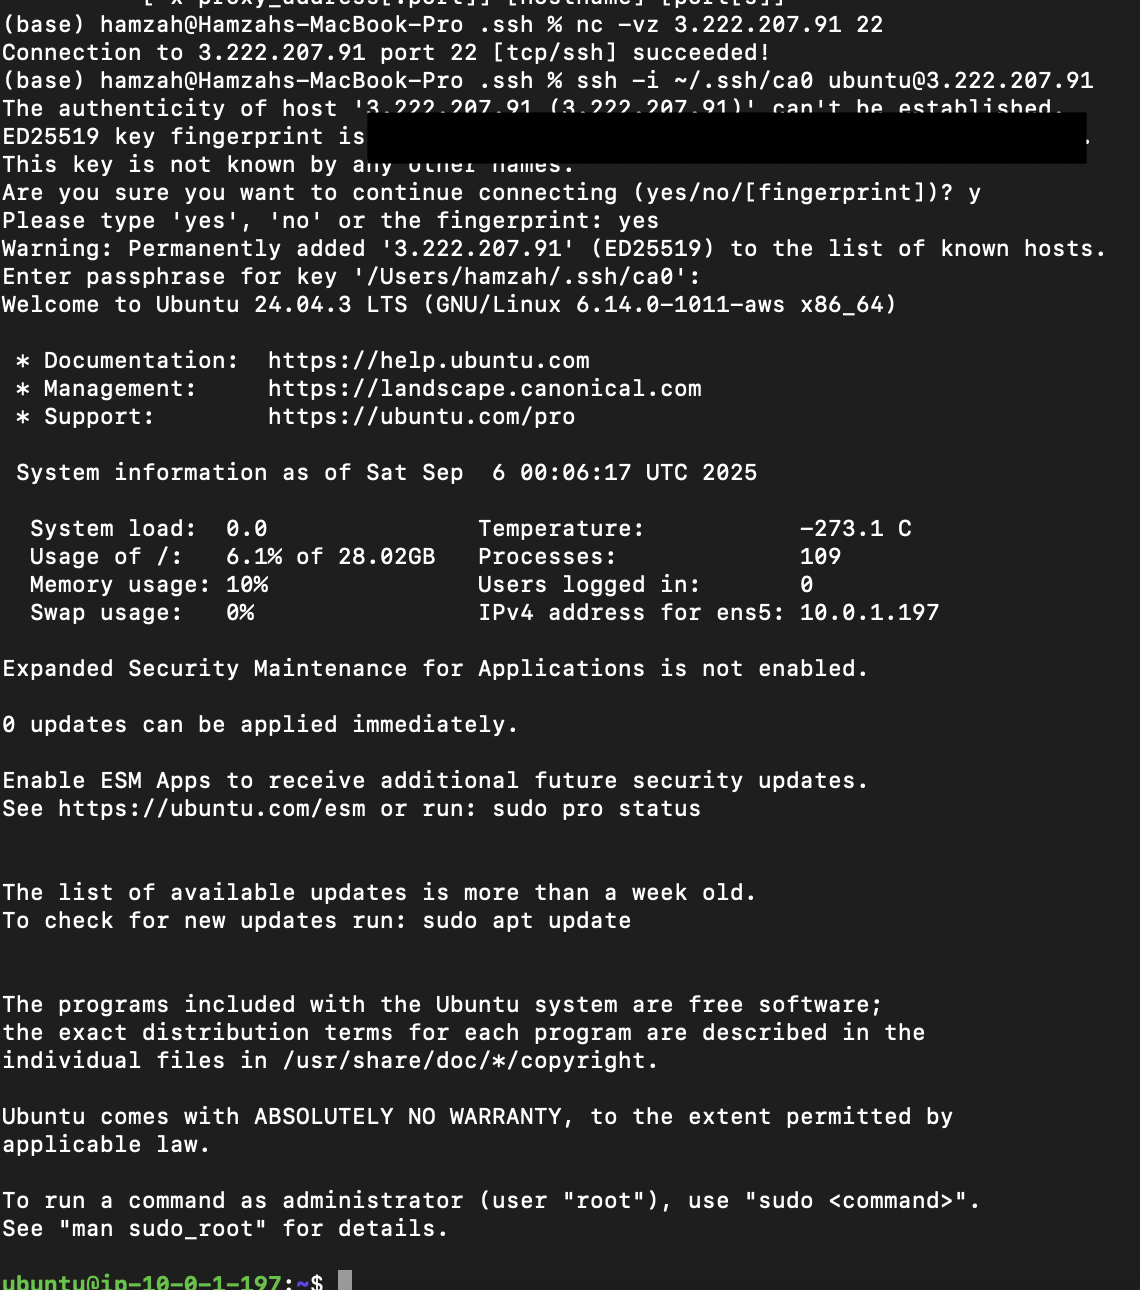 [-x proxy_address[:port]] [hostname] [port[s]]
(base) hamzah@Hamzahs-MacBook-Pro .ssh % nc -vz 3.222.207.91 22
Connection to 3.222.207.91 port 22 [tcp/ssh] succeeded!
(base) hamzah@Hamzahs-MacBook-Pro .ssh % ssh -i ~/.ssh/ca0 ubuntu@3.222.207.91
The authenticity of host '3.222.207.91 (3.222.207.91)' can't be established.
ED25519 key fingerprint is .
This key is not known by any other names.
Are you sure you want to continue connecting (yes/no/[fingerprint])? y
Please type 'yes', 'no' or the fingerprint: yes
Warning: Permanently added '3.222.207.91' (ED25519) to the list of known hosts.
Enter passphrase for key '/Users/hamzah/.ssh/ca0':
Welcome to Ubuntu 24.04.3 LTS (GNU/Linux 6.14.0-1011-aws x86_64)
* Documentation:  https://help.ubuntu.com
* Management:     https://landscape.canonical.com
* Support:        https://ubuntu.com/pro
System information as of Sat Sep  6 00:06:17 UTC 2025
System load:  0.0               Temperature:           -273.1 C
Usage of /:   6.1% of 28.02GB   Processes:             109
Memory usage: 10%               Users logged in:       0
Swap usage:   0%                IPv4 address for ens5: 10.0.1.197
Expanded Security Maintenance for Applications is not enabled.
0 updates can be applied immediately.
Enable ESM Apps to receive additional future security updates.
See https://ubuntu.com/esm or run: sudo pro status
The list of available updates is more than a week old.
To check for new updates run: sudo apt update
The programs included with the Ubuntu system are free software;
the exact distribution terms for each program are described in the
individual files in /usr/share/doc/*/copyright.
Ubuntu comes with ABSOLUTELY NO WARRANTY, to the extent permitted by
applicable law.
To run a command as administrator (user "root"), use "sudo <command>".
See "man sudo_root" for details.
ubuntu@ip-10-0-1-197:~$